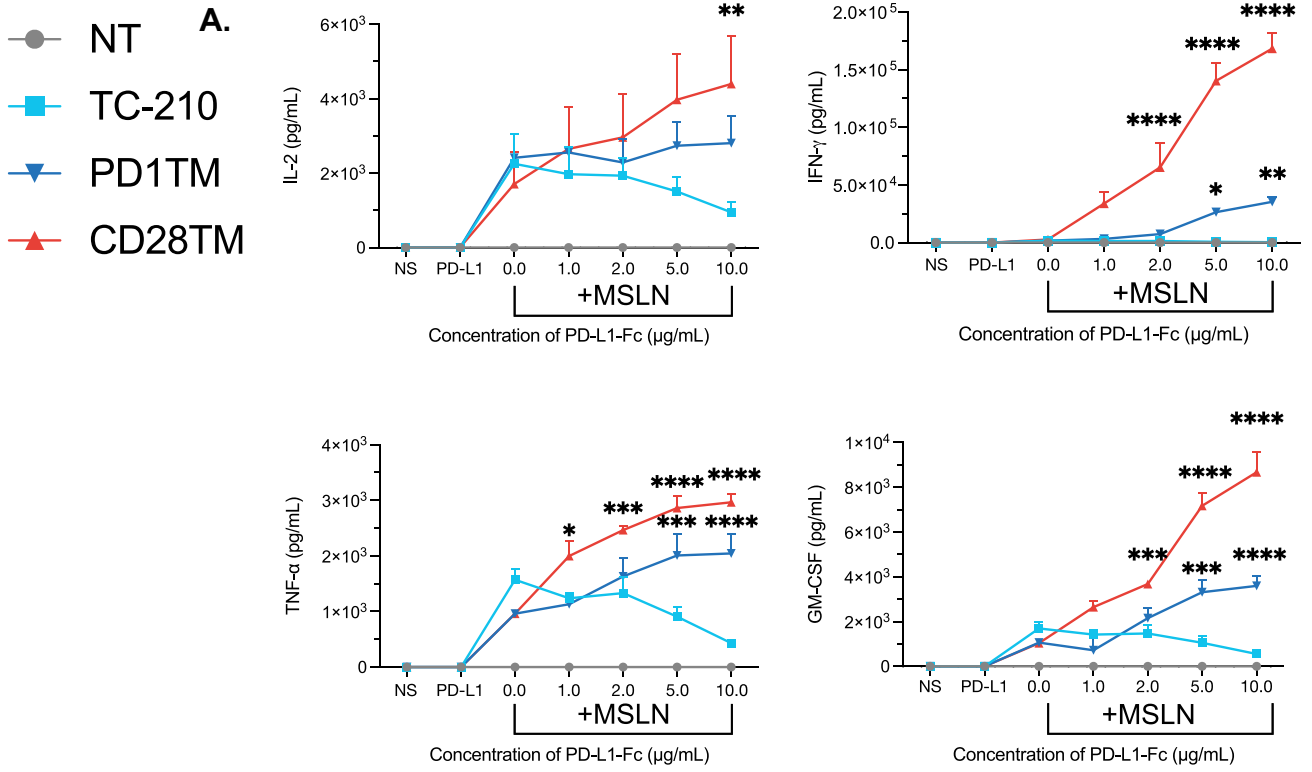 A.
NT
TC-210
PD1TM
CD28TM
IL-2 (pg/mL)
6×10³
4×10³
2×10³
0
**
NS PD-L1 0.0 1.0 2.0 5.0 10.0
+MSLN
Concentration of PD-L1-Fc (µg/mL)
IFN-γ (pg/mL)
2.0×10⁵
1.5×10⁵
1.0×10⁵
5.0×10⁴
0.0
**** **** ****
* **
NS PD-L1 0.0 1.0 2.0 5.0 10.0
+MSLN
Concentration of PD-L1-Fc (µg/mL)
TNF-α (pg/mL)
4×10³
3×10³
2×10³
1×10³
0
* *** **** ****
*** ****
NS PD-L1 0.0 1.0 2.0 5.0 10.0
+MSLN
Concentration of PD-L1-Fc (µg/mL)
GM-CSF (pg/mL)
1×10⁴
8×10³
6×10³
4×10³
2×10³
0
*** **** ****
*** ****
NS PD-L1 0.0 1.0 2.0 5.0 10.0
+MSLN
Concentration of PD-L1-Fc (µg/mL)